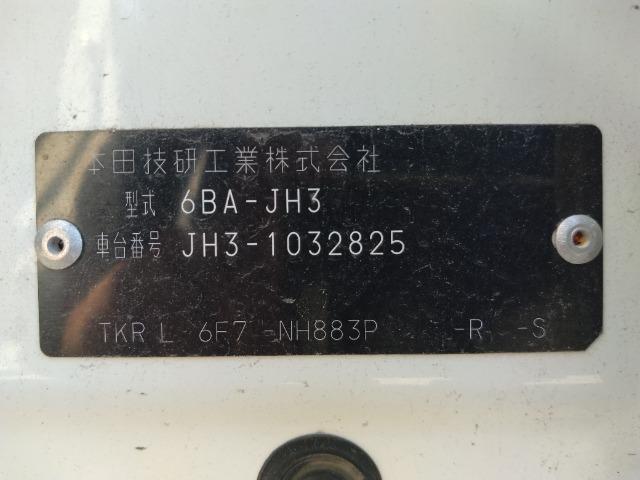 本田技研工業株式会社
型式 6BA-JH3
車台番号 JH3-1032825
TKR L 6F7 -NH883P -R -S